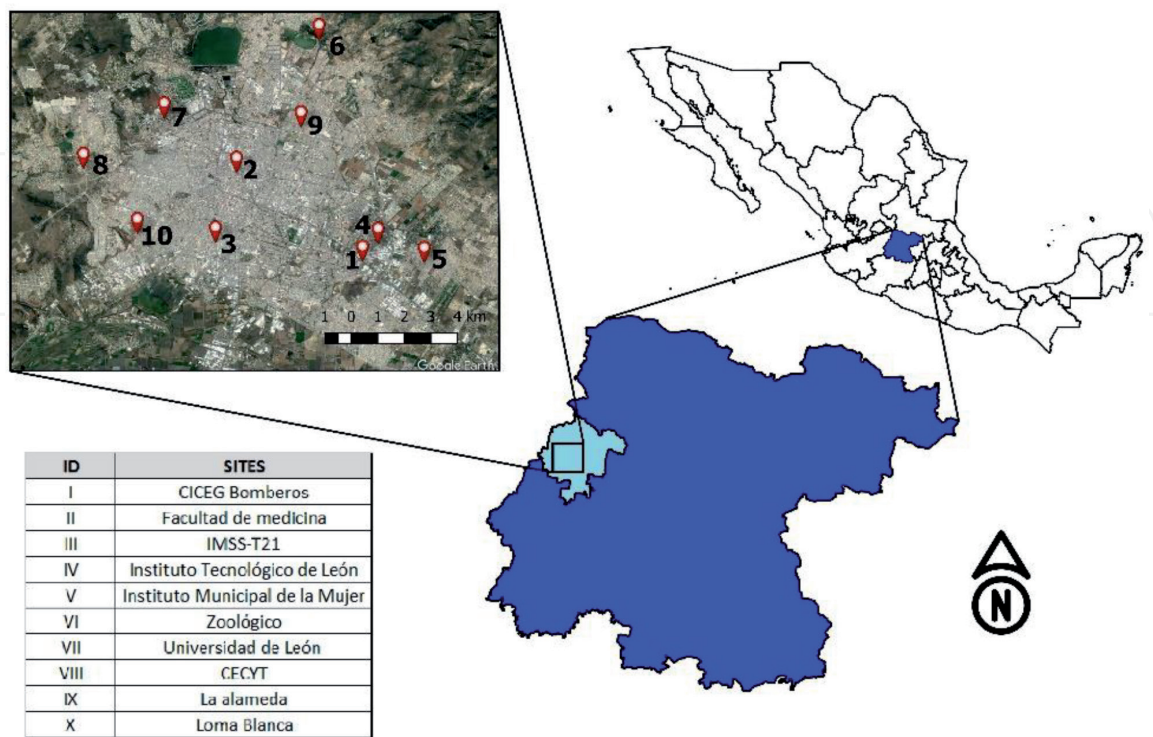 6
7
9
8
2
10
3
4
1
5
1 0 1 2 3 4 km
Google Earth
ID SITES
I CICEG Bomberos
II Facultad de medicina
III IMSS-T21
IV Instituto Tecnológico de León
V Instituto Municipal de la Mujer
VI Zoológico
VII Universidad de León
VIII CECYT
IX La alameda
X Loma Blanca
N